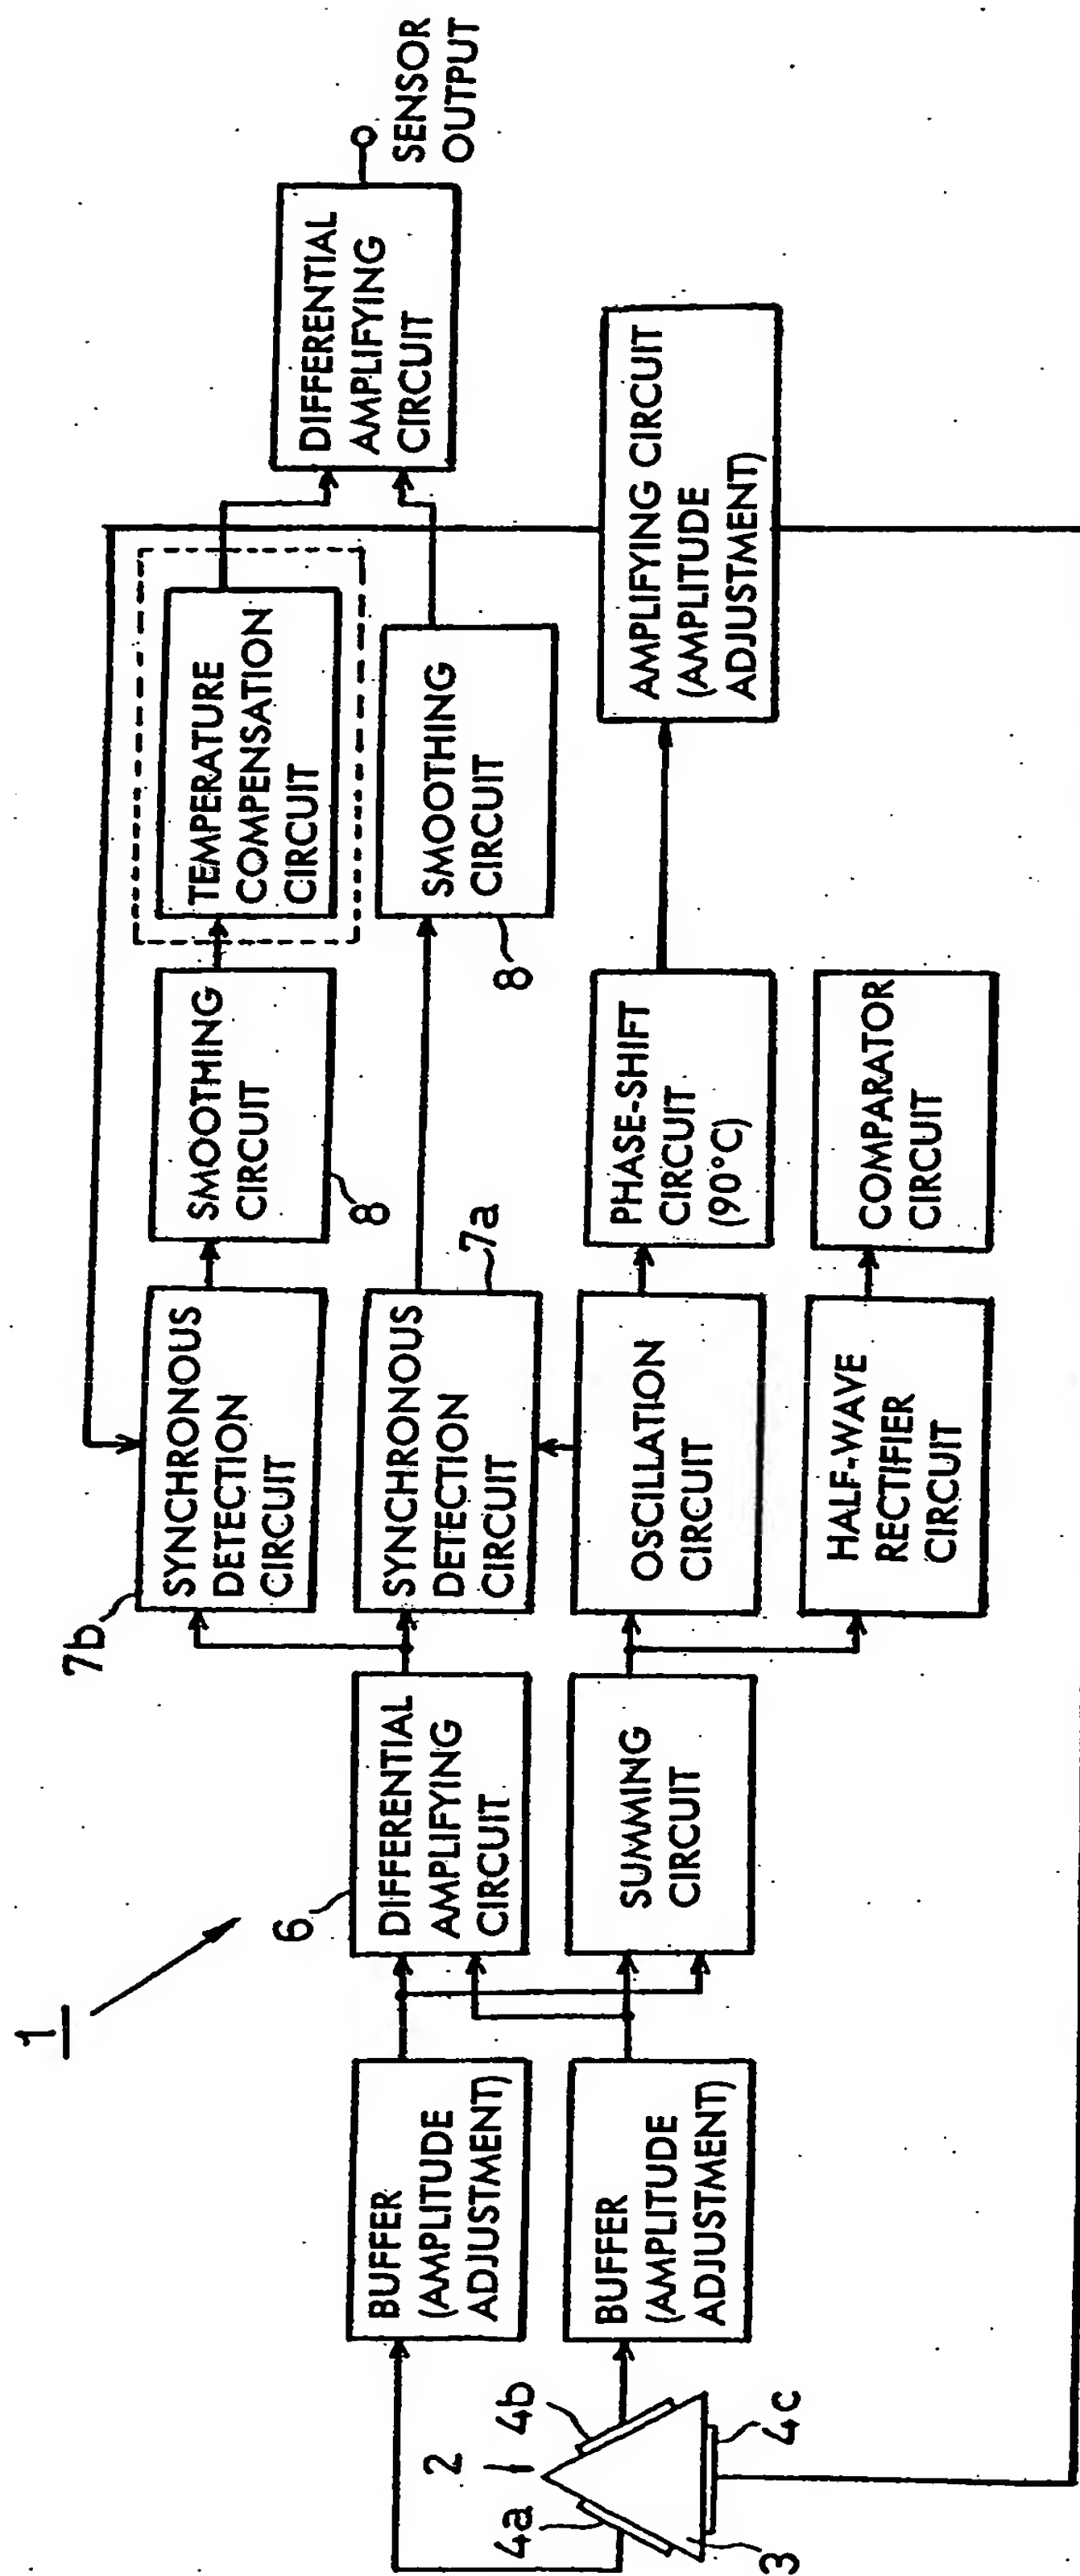 1
2
3
4a
4b
4c
BUFFER
(AMPLITUDE
ADJUSTMENT)
BUFFER
(AMPLITUDE
ADJUSTMENT)
6
DIFFERENTIAL
AMPLIFYING
CIRCUIT
SUMMING
CIRCUIT
7b
SYNCHRONOUS
DETECTION
CIRCUIT
7a
SYNCHRONOUS
DETECTION
CIRCUIT
OSCILLATION
CIRCUIT
HALF-WAVE
RECTIFIER
CIRCUIT
SMOOTHING
CIRCUIT
8
TEMPERATURE
COMPENSATION
CIRCUIT
SMOOTHING
CIRCUIT
8
PHASE-SHIFT
CIRCUIT
(90°C)
COMPARATOR
CIRCUIT
DIFFERENTIAL
AMPLIFYING
CIRCUIT
AMPLIFYING CIRCUIT
(AMPLITUDE
ADJUSTMENT)
SENSOR
OUTPUT